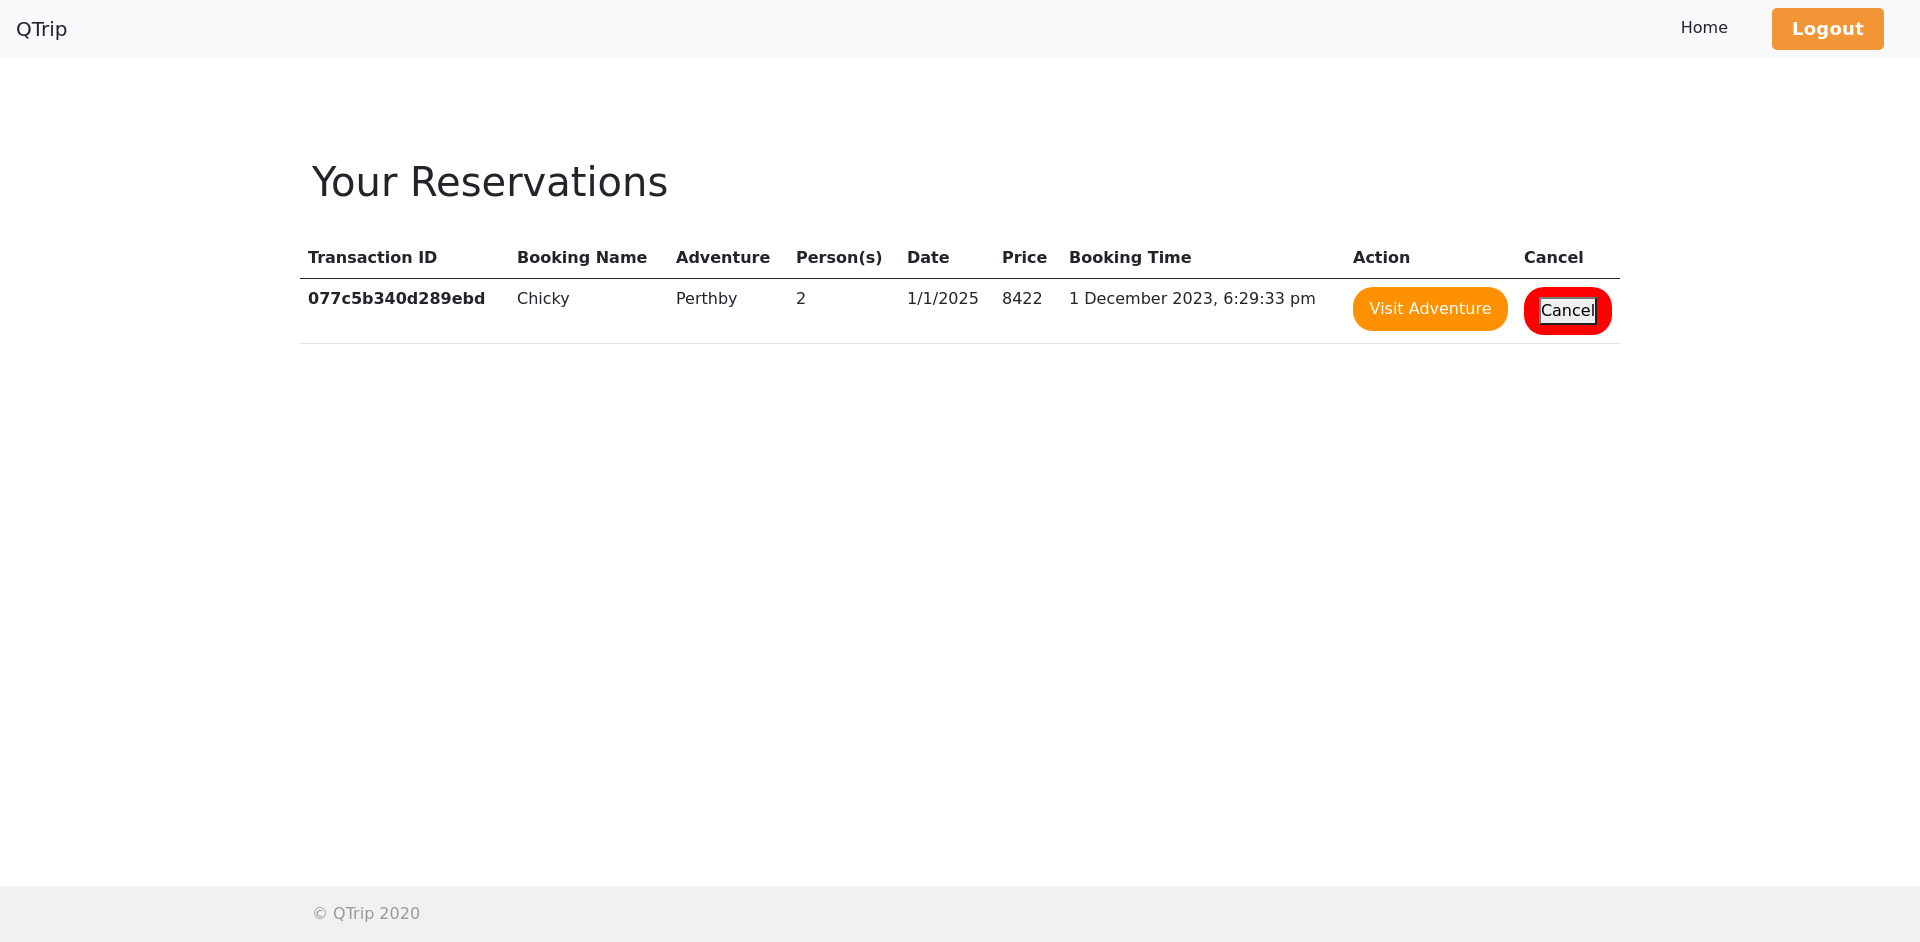 QTrip Home Logout
Your Reservations
Transaction ID Booking Name Adventure Person(s) Date Price Booking Time Action Cancel
077c5b340d289ebd Chicky Perthby 2 1/1/2025 8422 1 December 2023, 6:29:33 pm Visit Adventure Cancel
© QTrip 2020